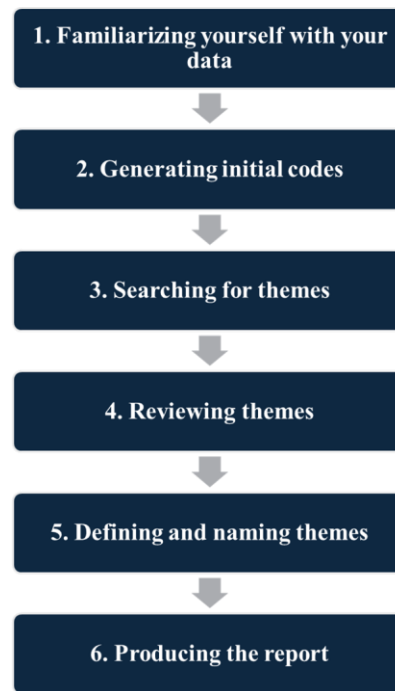 1. Familiarizing yourself with your
data
2. Generating initial codes
3. Searching for themes
4. Reviewing themes
5. Defining and naming themes
6. Producing the report